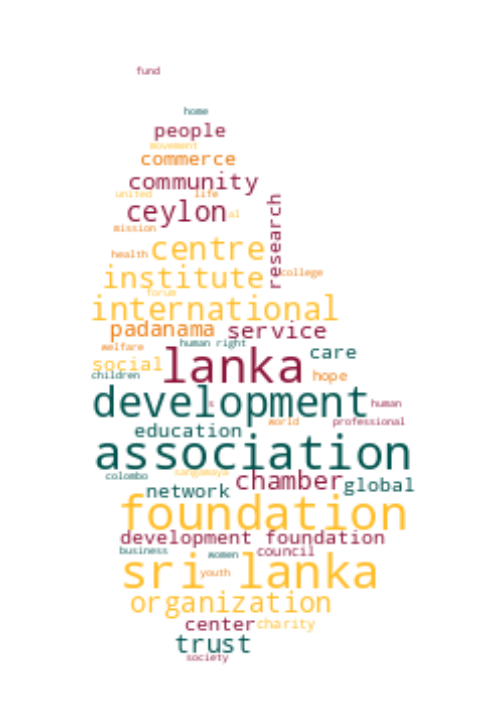 fund
home
people
movement
commerce
community
united life
ceylon al
research
mission
centre
health
institute college
forum
international
padanama service
human right
welfare
lanka care
social
children hope
development
s human
world professional
education
association
colombo sangamaya
chamber
network global
foundation
development foundation
business women council
sri lanka
youth
organization
center charity
trust
society